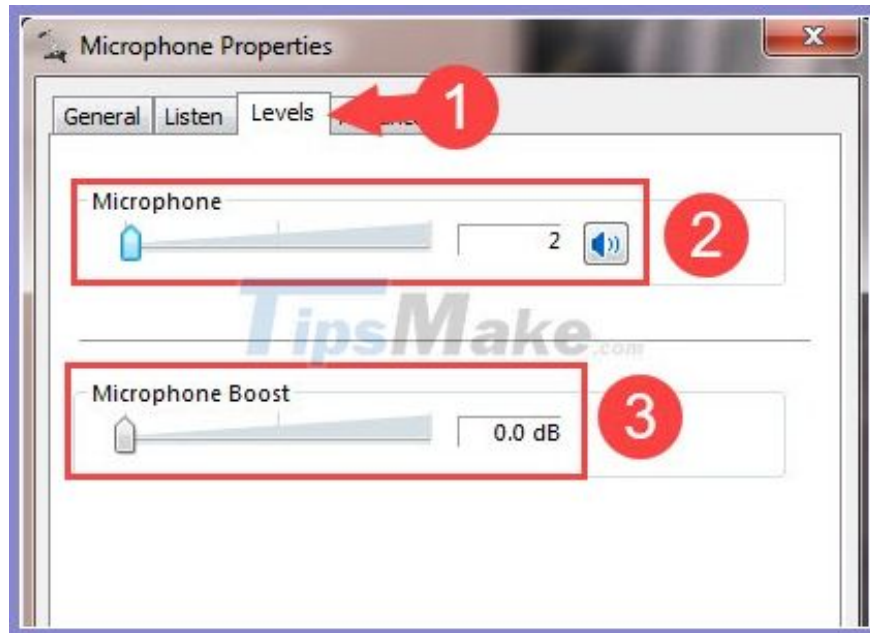 Microphone Properties
x
General Listen Levels
1
Microphone
2
2
TipsMake.com
Microphone Boost
0.0 dB
3